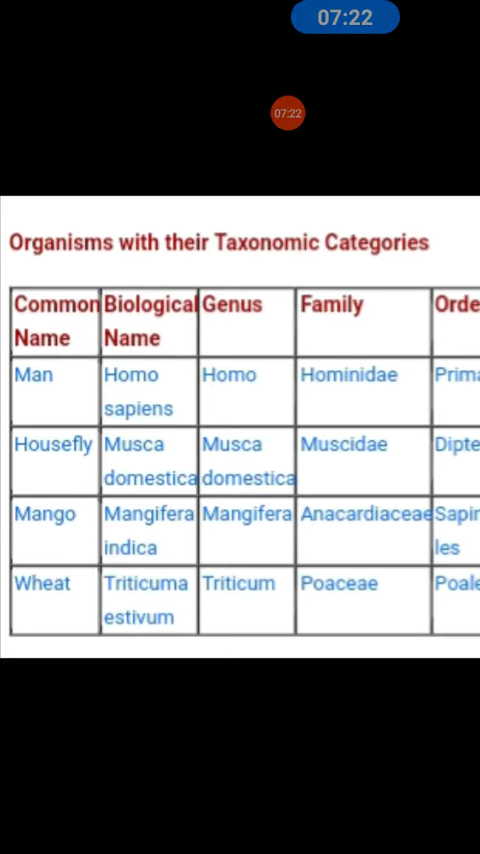 07:22
07:22
Organisms with their Taxonomic Categories
Common Biological Genus Family
Name Name
Man Homo Homo Hominidae
sapiens
Housefly Musca Musca Muscidae
domestica domestica
Mango Mangifera Mangifera Anacardiaceae
indica les
Wheat Triticuma Triticum Poaceae
estivum